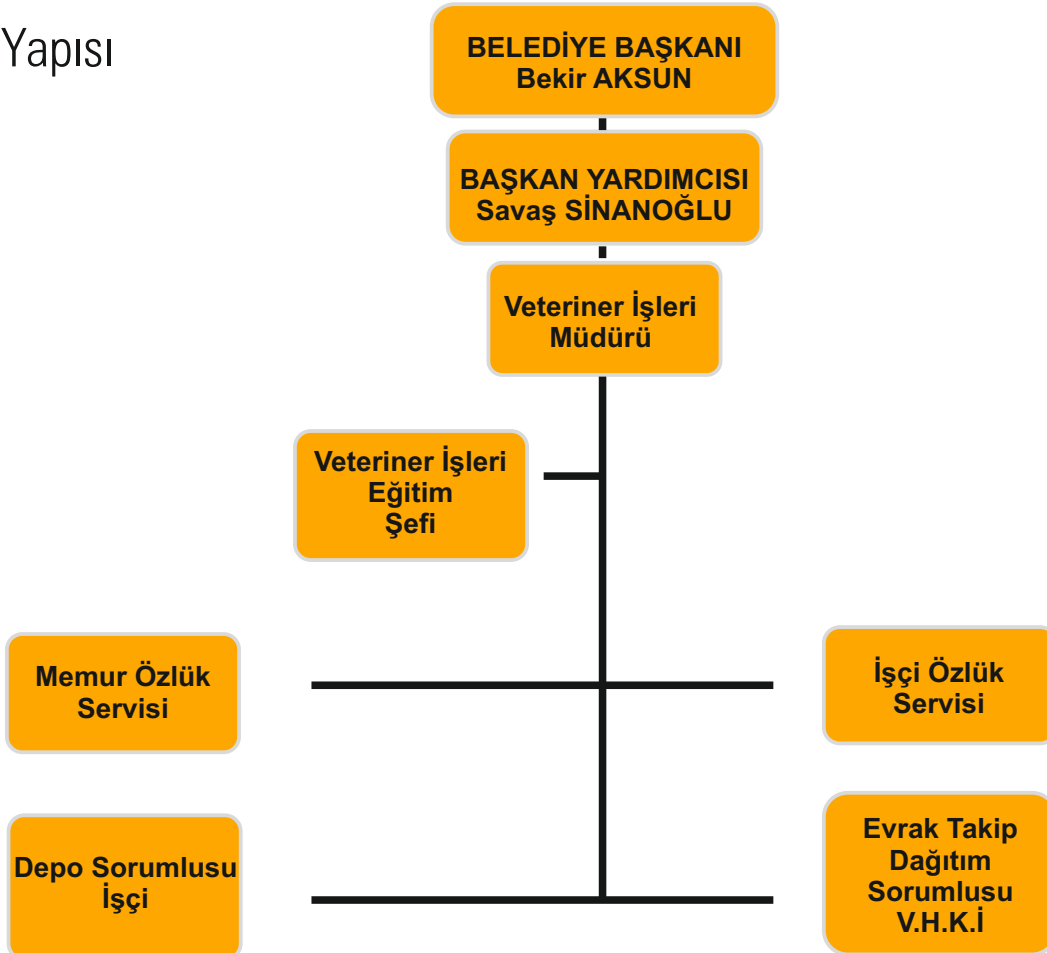 Yapısı
BELEDİYE BAŞKANI
Bekir AKSUN
BAŞKAN YARDIMCISI
Savaş SİNANOĞLU
Veteriner İşleri
Müdürü
Veteriner İşleri
Eğitim
Şefi
Memur Özlük
Servisi
İşçi Özlük
Servisi
Depo Sorumlusu
İşçi
Evrak Takip
Dağıtım
Sorumlusu
V.H.K.İ